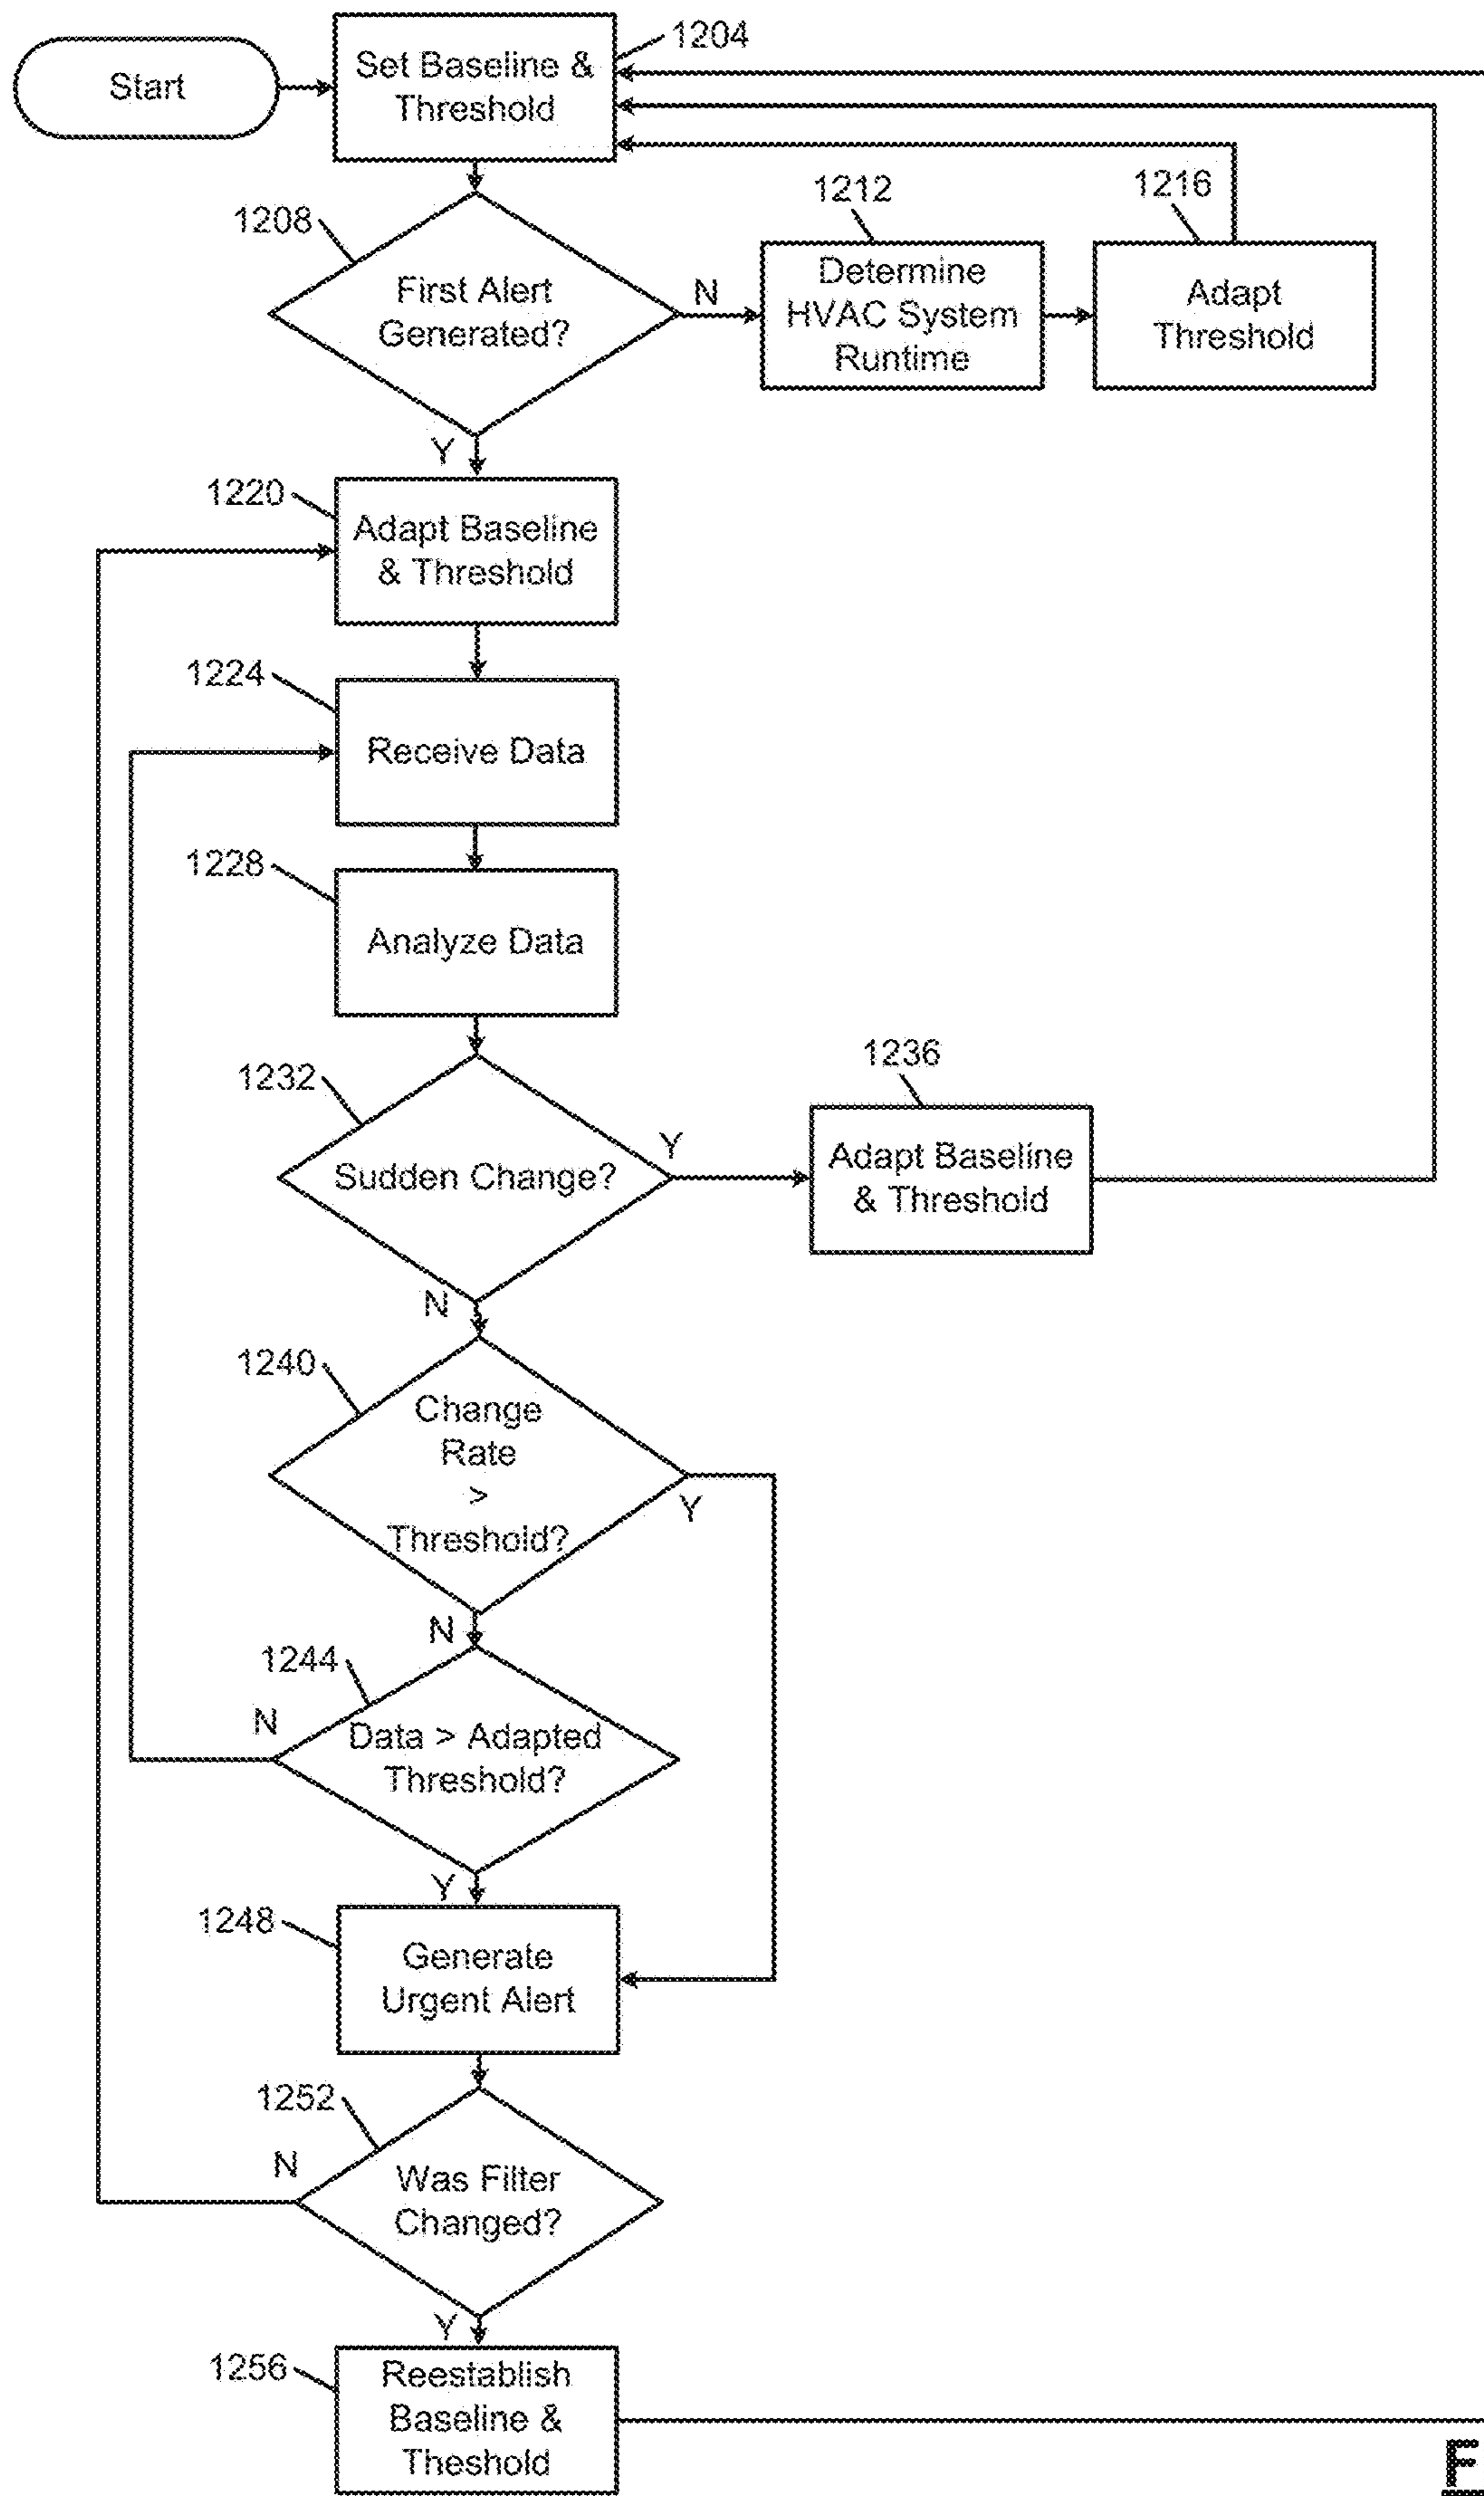 Start
Set Baseline &
Threshold
1204
1208
First Alert
Generated?
N
Y
1212
Determine
HVAC System
Runtime
1216
Adapt
Threshold
1220
Adapt Baseline
& Threshold
1224
Receive Data
1228
Analyze Data
1232
Sudden Change?
Y
N
1236
Adapt Baseline
& Threshold
1240
Change
Rate
>
Threshold?
Y
N
1244
Data > Adapted
Threshold?
N
Y
1248
Generate
Urgent Alert
1252
Was Filter
Changed?
N
Y
1256
Reestablish
Baseline &
Theshold
F